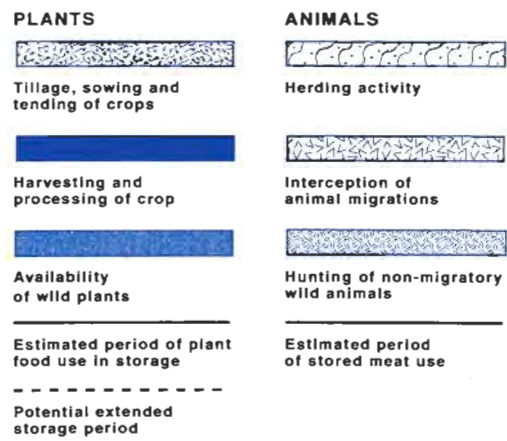 PLANTS
Tillage, sowing and
tending of crops
Harvesting and
processing of crop
Availability
of wild plants
Estimated period of plant
food use in storage
Potential extended
storage period
ANIMALS
Herding activity
Interception of
animal migrations
Hunting of non-migratory
wild animals
Estimated period
of stored meat use